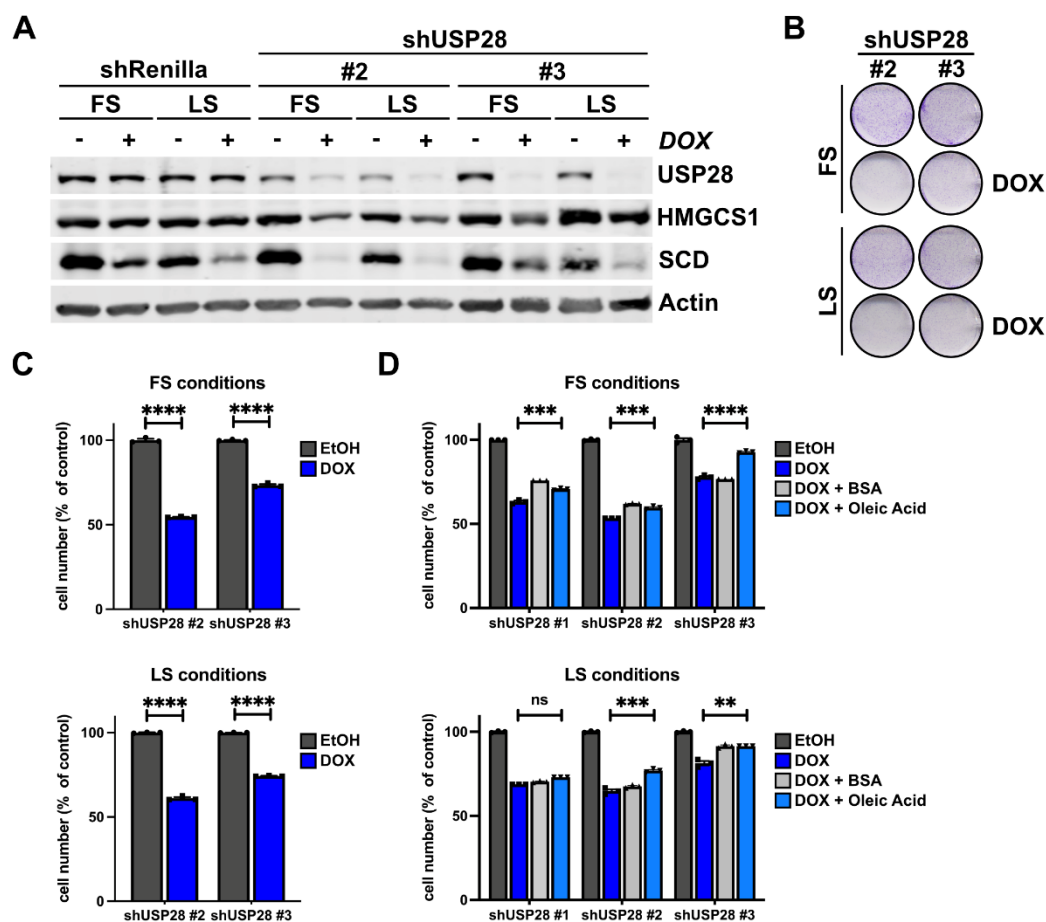 A
shUSP28
shRenilla #2 #3
FS LS FS LS FS LS
- + - + - + - + - + - + DOX
USP28
HMGCS1
SCD
Actin
B
shUSP28
#2 #3
FS
DOX
LS
DOX
C
FS conditions
**** ****
cell number (% of control)
100
50
0
EtOH
DOX
shUSP28 #2 shUSP28 #3
LS conditions
**** ****
cell number (% of control)
100
50
0
EtOH
DOX
shUSP28 #2 shUSP28 #3
D
FS conditions
*** *** ****
cell number (% of control)
100
50
0
EtOH
DOX
DOX + BSA
DOX + Oleic Acid
shUSP28 #1 shUSP28 #2 shUSP28 #3
LS conditions
ns *** **
cell number (% of control)
100
50
0
EtOH
DOX
DOX + BSA
DOX + Oleic Acid
shUSP28 #1 shUSP28 #2 shUSP28 #3